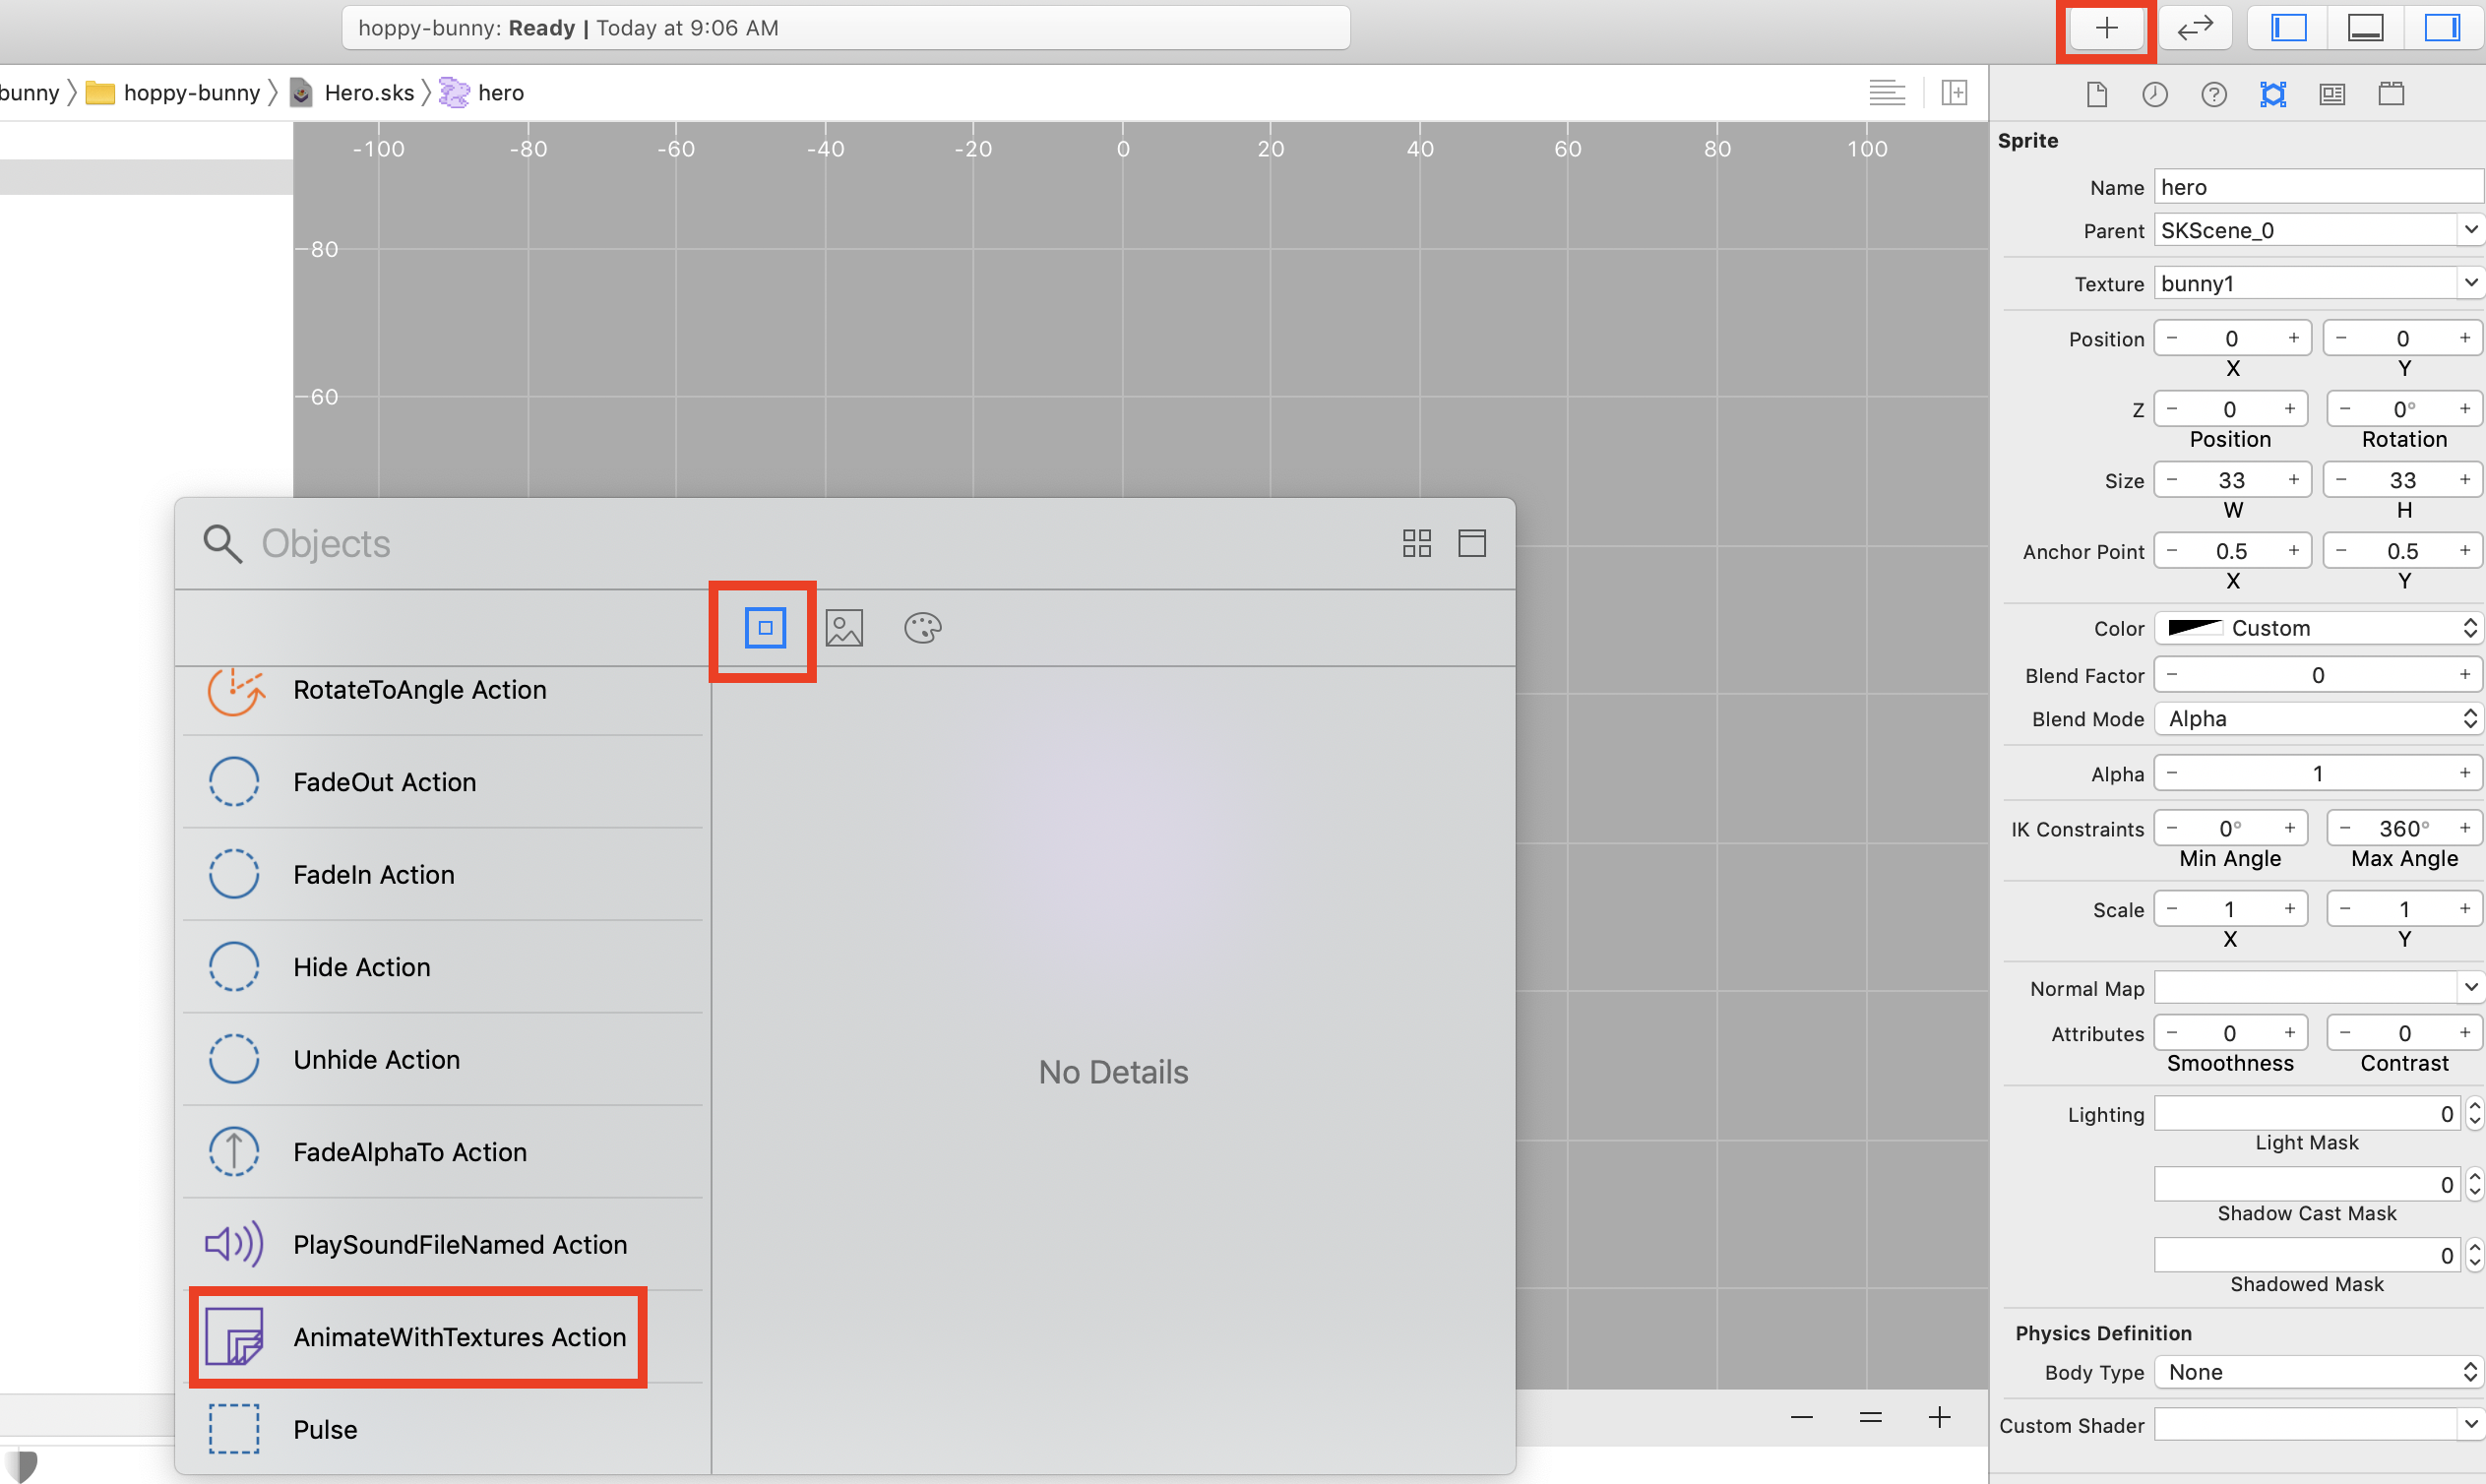 hoppy-bunny: Ready | Today at 9:06 AM
bunny hoppy-bunny Hero.sks hero
-100 -80 -60 -40 -20 0 20 40 60 80 100
80
60
Objects
RotateToAngle Action
FadeOut Action
FadeIn Action
Hide Action
Unhide Action
FadeAlphaTo Action
PlaySoundFileNamed Action
AnimateWithTextures Action
Pulse
No Details
Sprite
Name hero
Parent SKScene_0
Texture bunny1
Position 0 0
X Y
Z 0 0°
Position Rotation
Size 33 33
W H
Anchor Point 0.5 0.5
X Y
Color Custom
Blend Factor 0
Blend Mode Alpha
Alpha 1
IK Constraints 0° 360°
Min Angle Max Angle
Scale 1 1
X Y
Normal Map
Attributes 0 0
Smoothness Contrast
Lighting 0
Light Mask
0
Shadow Cast Mask
0
Shadowed Mask
Physics Definition
Body Type None
Custom Shader